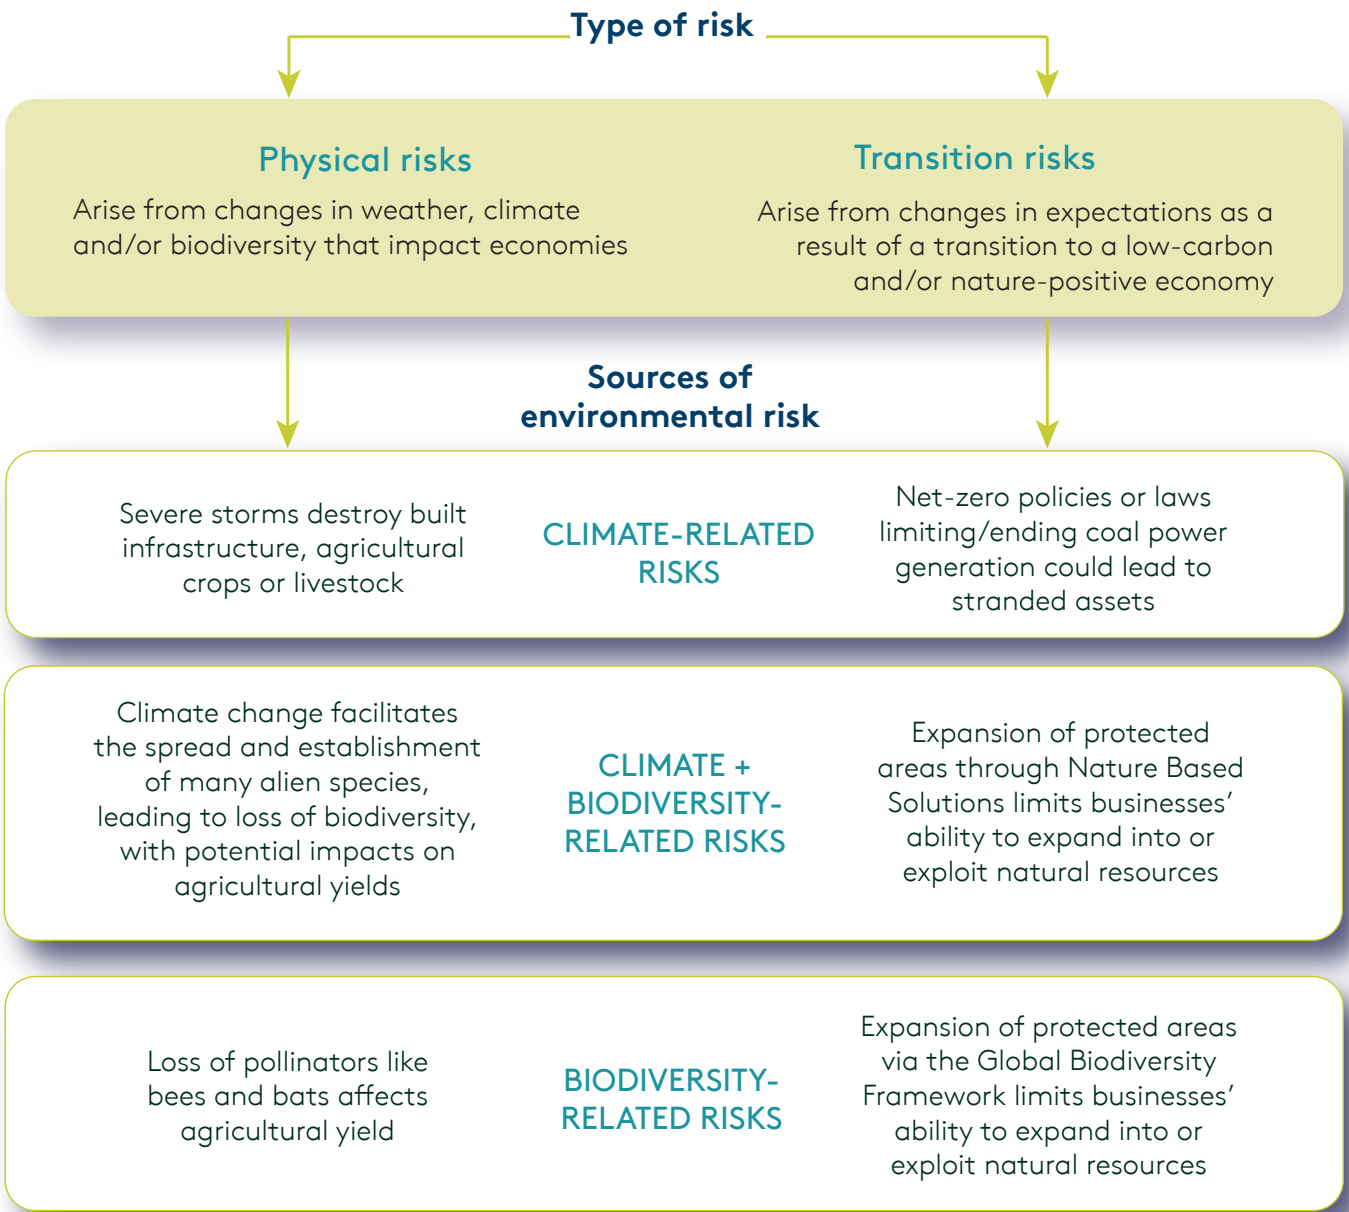 Type of risk
Physical risks
Arise from changes in weather, climate
and/or biodiversity that impact economies
Transition risks
Arise from changes in expectations as a
result of a transition to a low-carbon
and/or nature-positive economy
Sources of
environmental risk
Severe storms destroy built
infrastructure, agricultural
crops or livestock
CLIMATE-RELATED
RISKS
Net-zero policies or laws
limiting/ending coal power
generation could lead to
stranded assets
Climate change facilitates
the spread and establishment
of many alien species,
leading to loss of biodiversity,
with potential impacts on
agricultural yields
CLIMATE +
BIODIVERSITY-
RELATED RISKS
Expansion of protected
areas through Nature Based
Solutions limits businesses’
ability to expand into or
exploit natural resources
Loss of pollinators like
bees and bats affects
agricultural yield
BIODIVERSITY-
RELATED RISKS
Expansion of protected areas
via the Global Biodiversity
Framework limits businesses’
ability to expand into or
exploit natural resources